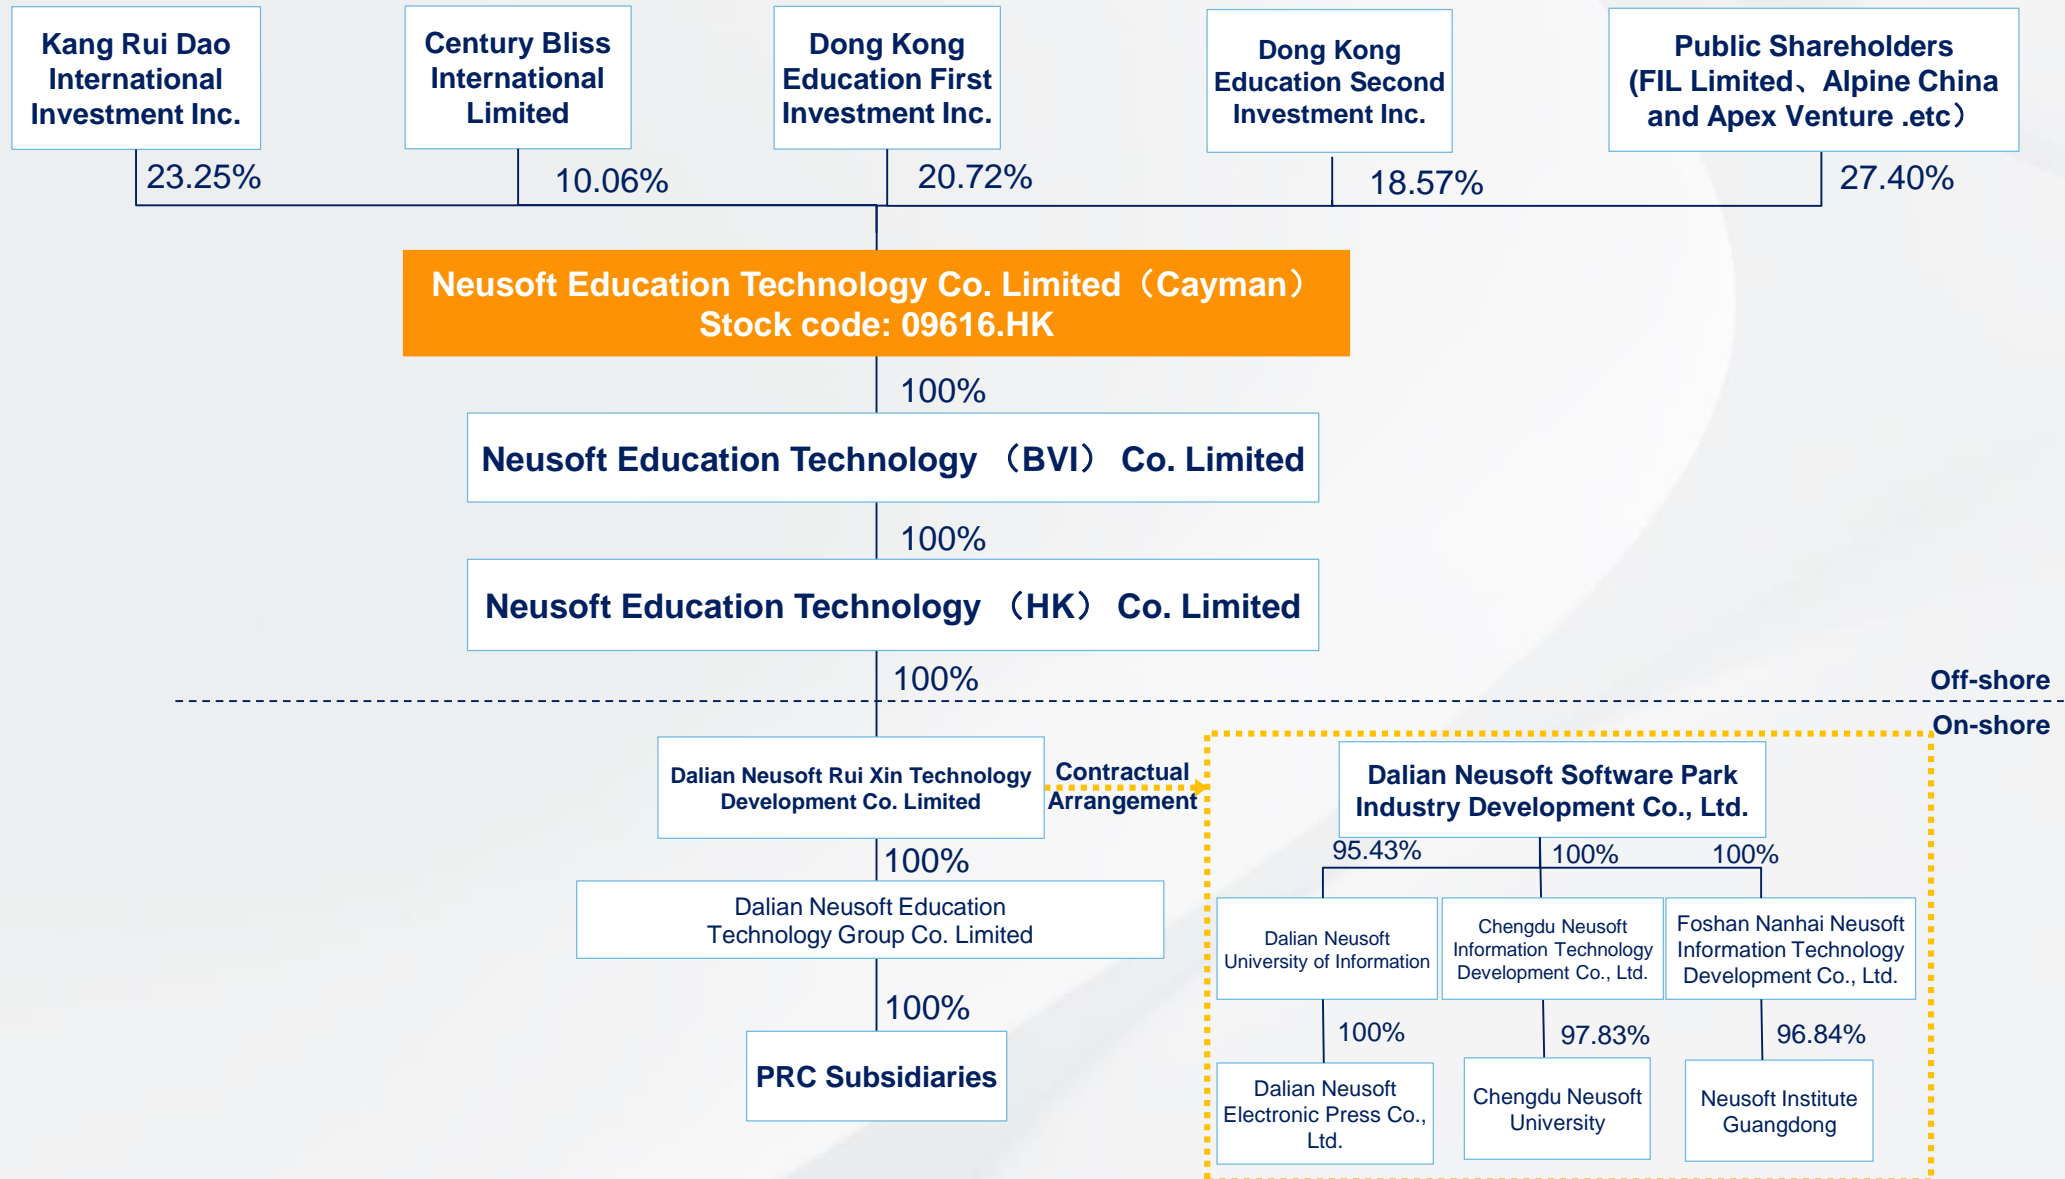 Kang Rui Dao
International
Investment Inc.
Century Bliss
International
Limited
Dong Kong
Education First
Investment Inc.
Dong Kong
Education Second
Investment Inc.
Public Shareholders
(FIL Limited、Alpine China
and Apex Venture .etc）
23.25%
10.06%
20.72%
18.57%
27.40%
Neusoft Education Technology Co. Limited（Cayman）
Stock code: 09616.HK
100%
Neusoft Education Technology （BVI） Co. Limited
100%
Neusoft Education Technology （HK） Co. Limited
100%
Off-shore
On-shore
Dalian Neusoft Rui Xin Technology
Development Co. Limited
Contractual
Arrangement
Dalian Neusoft Software Park
Industry Development Co., Ltd.
100%
95.43%
100%
100%
Dalian Neusoft Education
Technology Group Co. Limited
Dalian Neusoft
University of Information
Chengdu Neusoft
Information Technology
Development Co., Ltd.
Foshan Nanhai Neusoft
Information Technology
Development Co., Ltd.
100%
100%
97.83%
96.84%
PRC Subsidiaries
Dalian Neusoft
Electronic Press Co.,
Ltd.
Chengdu Neusoft
University
Neusoft Institute
Guangdong